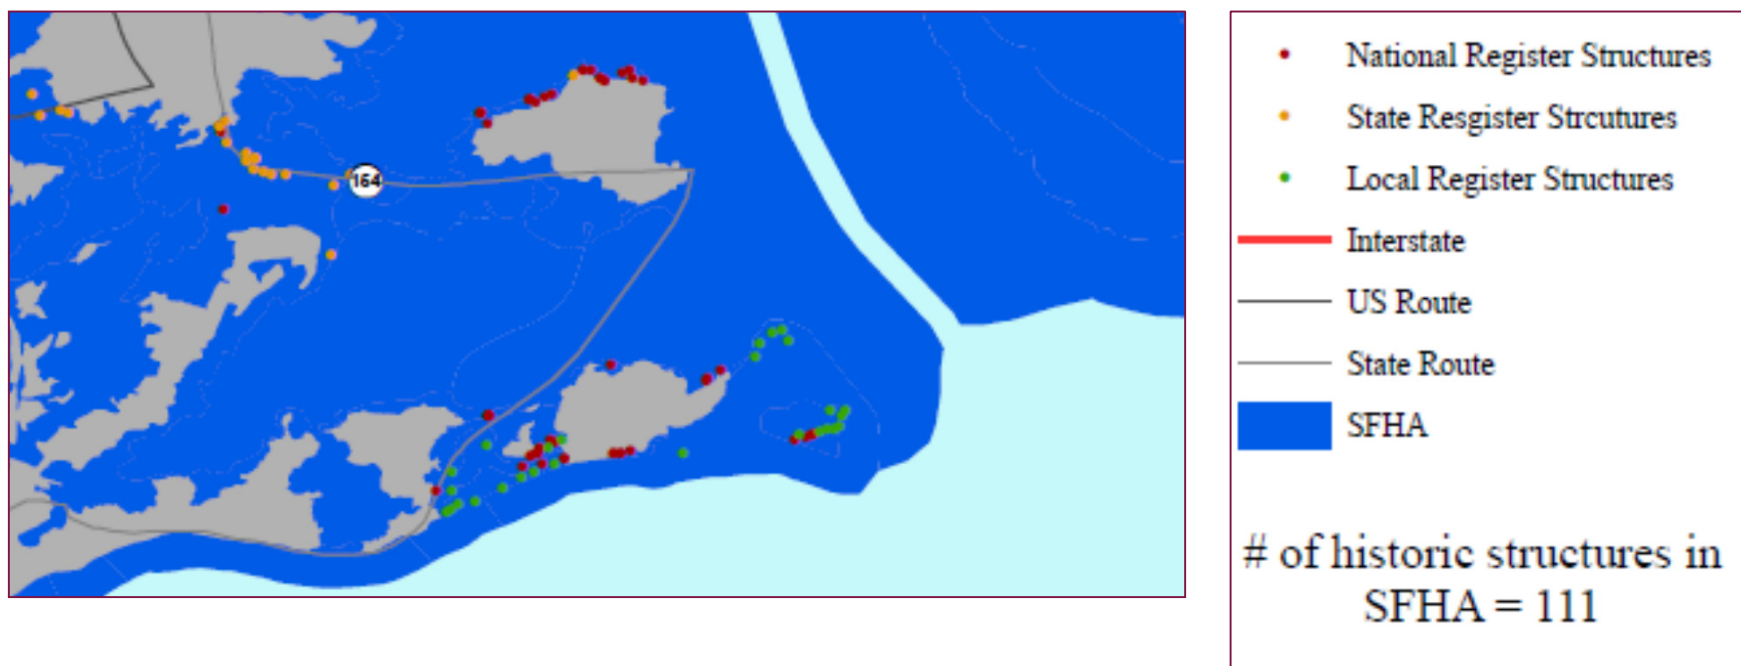 164
National Register Structures
State Resgister Strcutures
Local Register Structures
Interstate
US Route
State Route
SFHA
# of historic structures in
SFHA = 111